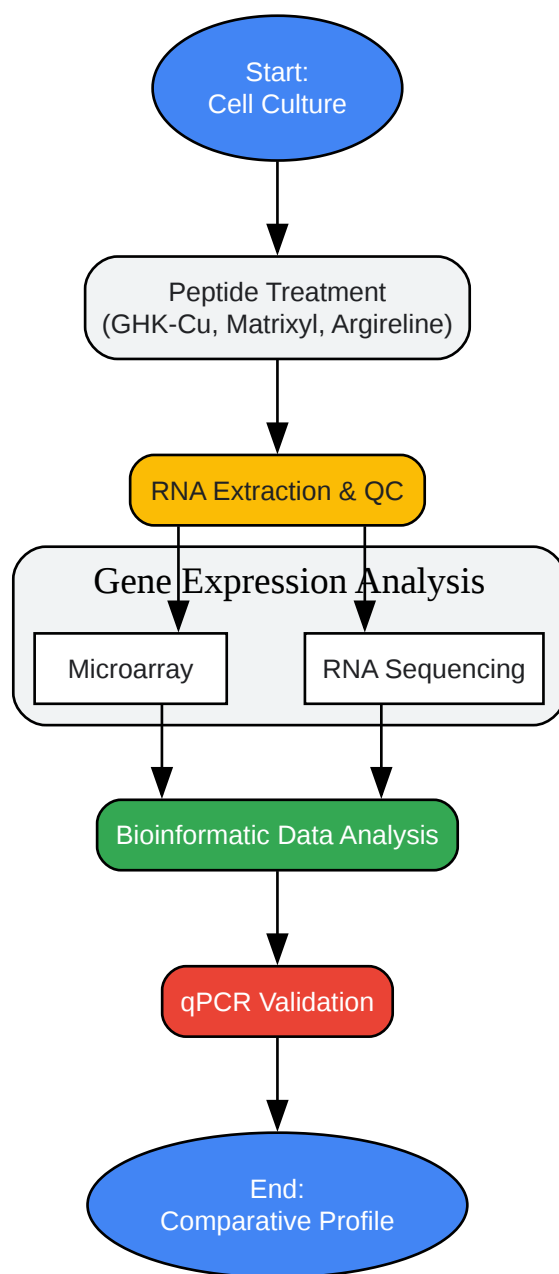 Start:
Cell Culture
Peptide Treatment
(GHK-Cu, Matrixyl, Argireline)
RNA Extraction & QC
Gene Expression Analysis
Microarray
RNA Sequencing
Bioinformatic Data Analysis
qPCR Validation
End:
Comparative Profile